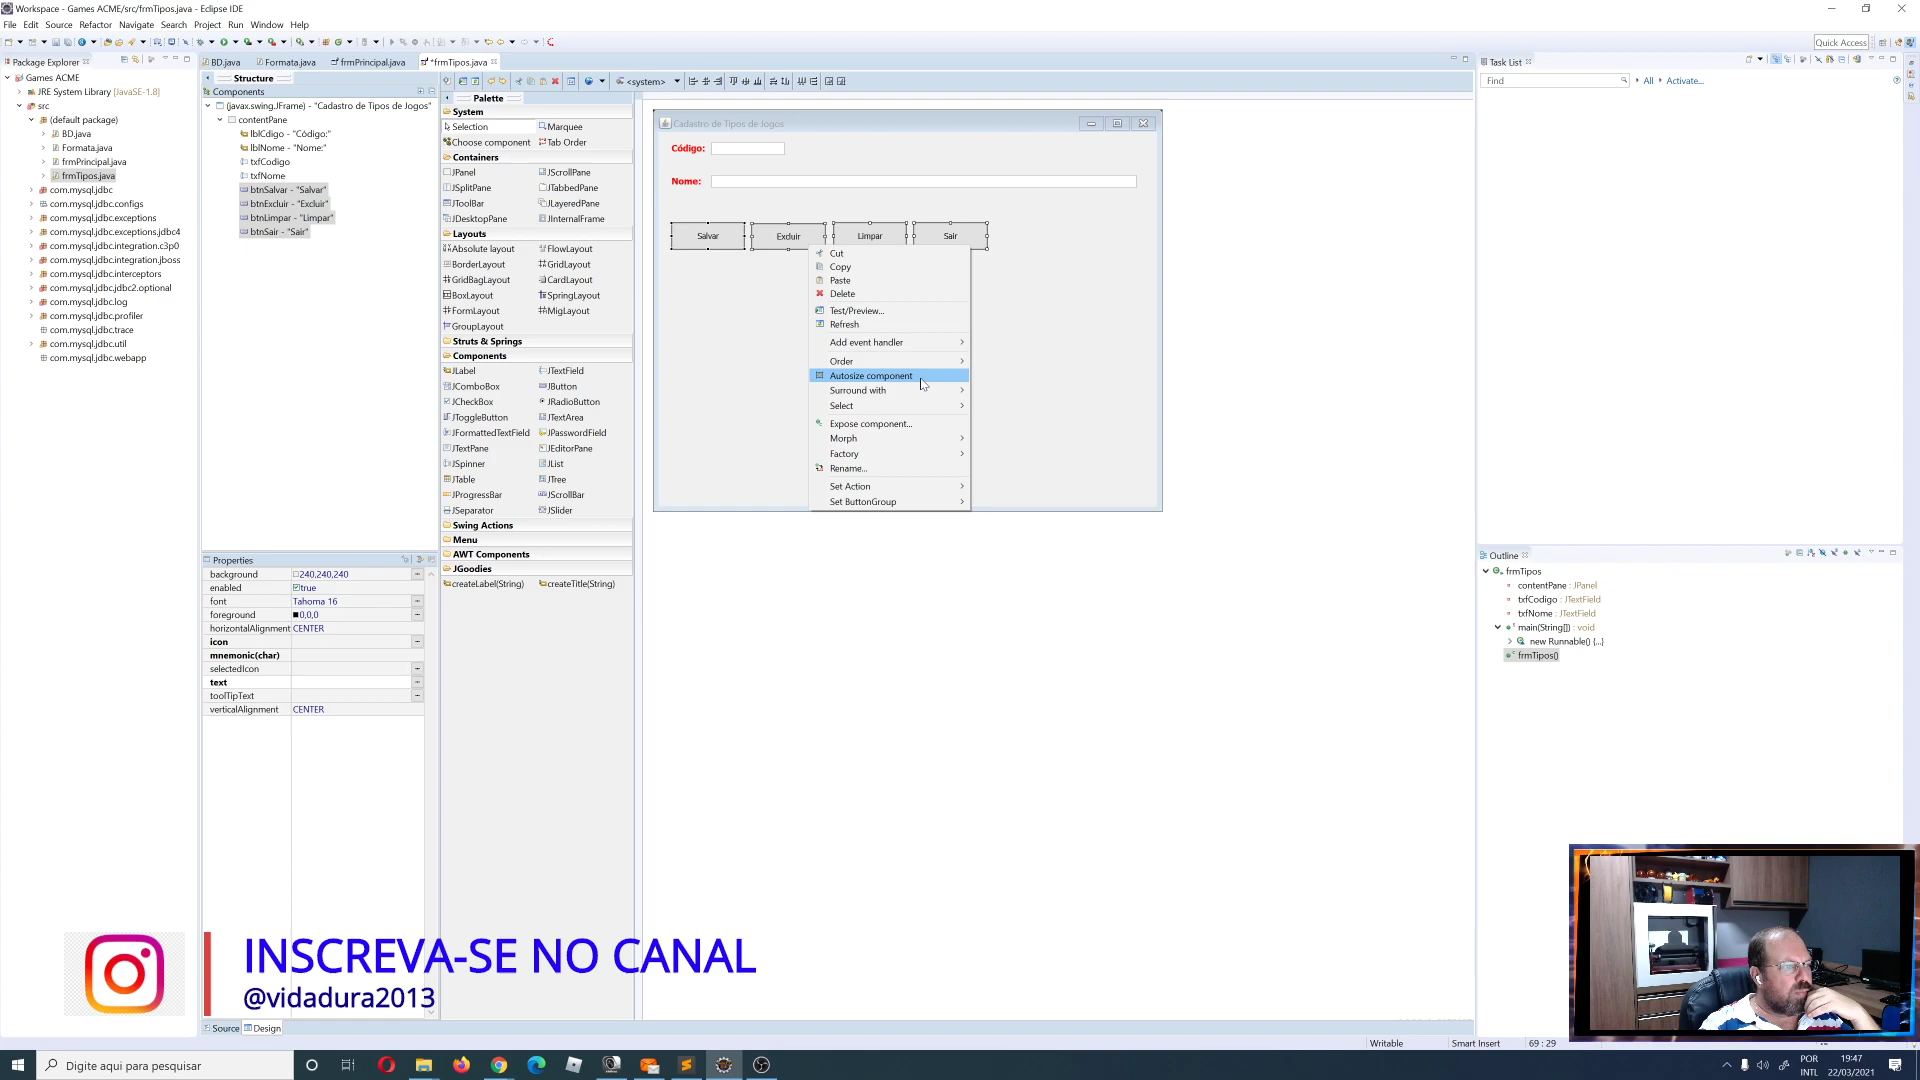 Workspace - Games ACME/src/frmTipos.java - Eclipse IDE
File Edit Source Refactor Navigate Search Project Run Window Help
Quick Access
Package Explorer
Games ACME
JRE System Library [JavaSE-1.8]
src
(default package)
BD.java
Formata.java
frmPrincipal.java
frmTipos.java
com.mysql.jdbc
com.mysql.jdbc.configs
com.mysql.jdbc.exceptions
com.mysql.jdbc.exceptions.jdbc4
com.mysql.jdbc.integration.c3p0
com.mysql.jdbc.integration.jboss
com.mysql.jdbc.interceptors
com.mysql.jdbc.jdbc2.optional
com.mysql.jdbc.log
com.mysql.jdbc.profiler
com.mysql.jdbc.trace
com.mysql.jdbc.util
com.mysql.jdbc.webapp
BD.java Formata.java frmPrincipal.java *frmTipos.java
Structure
Components
(javax.swing.JFrame) - "Cadastro de Tipos de Jogos"
contentPane
lblCdigo - "Código:"
lblNome - "Nome:"
txfCodigo
txfNome
btnSalvar - "Salvar"
btnExcluir - "Excluir"
btnLimpar - "Limpar"
btnSair - "Sair"
Properties
background 240,240,240
enabled true
font Tahoma 16
foreground 0,0,0
horizontalAlignment CENTER
icon
mnemonic(char)
selectedIcon
text
toolTipText
verticalAlignment CENTER
<system>
Palette
System
Selection Marquee
Choose component Tab Order
Containers
JPanel JScrollPane
JSplitPane JTabbedPane
JToolBar JLayeredPane
JDesktopPane JInternalFrame
Layouts
Absolute layout FlowLayout
BorderLayout GridLayout
GridBagLayout CardLayout
BoxLayout SpringLayout
FormLayout MigLayout
GroupLayout
Struts & Springs
Components
JLabel JTextField
JComboBox JButton
JCheckBox JRadioButton
JToggleButton JTextArea
JFormattedTextField JPasswordField
JTextPane JEditorPane
JSpinner JList
JTable JTree
JProgressBar JScrollBar
JSeparator JSlider
Swing Actions
Menu
AWT Components
JGoodies
createLabel(String) createTitle(String)
Cadastro de Tipos de Jogos
Código:
Nome:
Salvar Excluir Limpar Sair
Cut
Copy
Paste
Delete
Test/Preview...
Refresh
Add event handler
Order
Autosize component
Surround with
Select
Expose component...
Morph
Factory
Rename...
Set Action
Set ButtonGroup
Task List
Find All Activate...
Outline
frmTipos
contentPane : JPanel
txfCodigo : JTextField
txfNome : JTextField
main(String[]) : void
new Runnable() {...}
frmTipos()
INSCREVA-SE NO CANAL
@vidadura2013
Source Design
Writable Smart Insert 69 : 29
Digite aqui para pesquisar
POR
INTL
19:47
22/03/2021